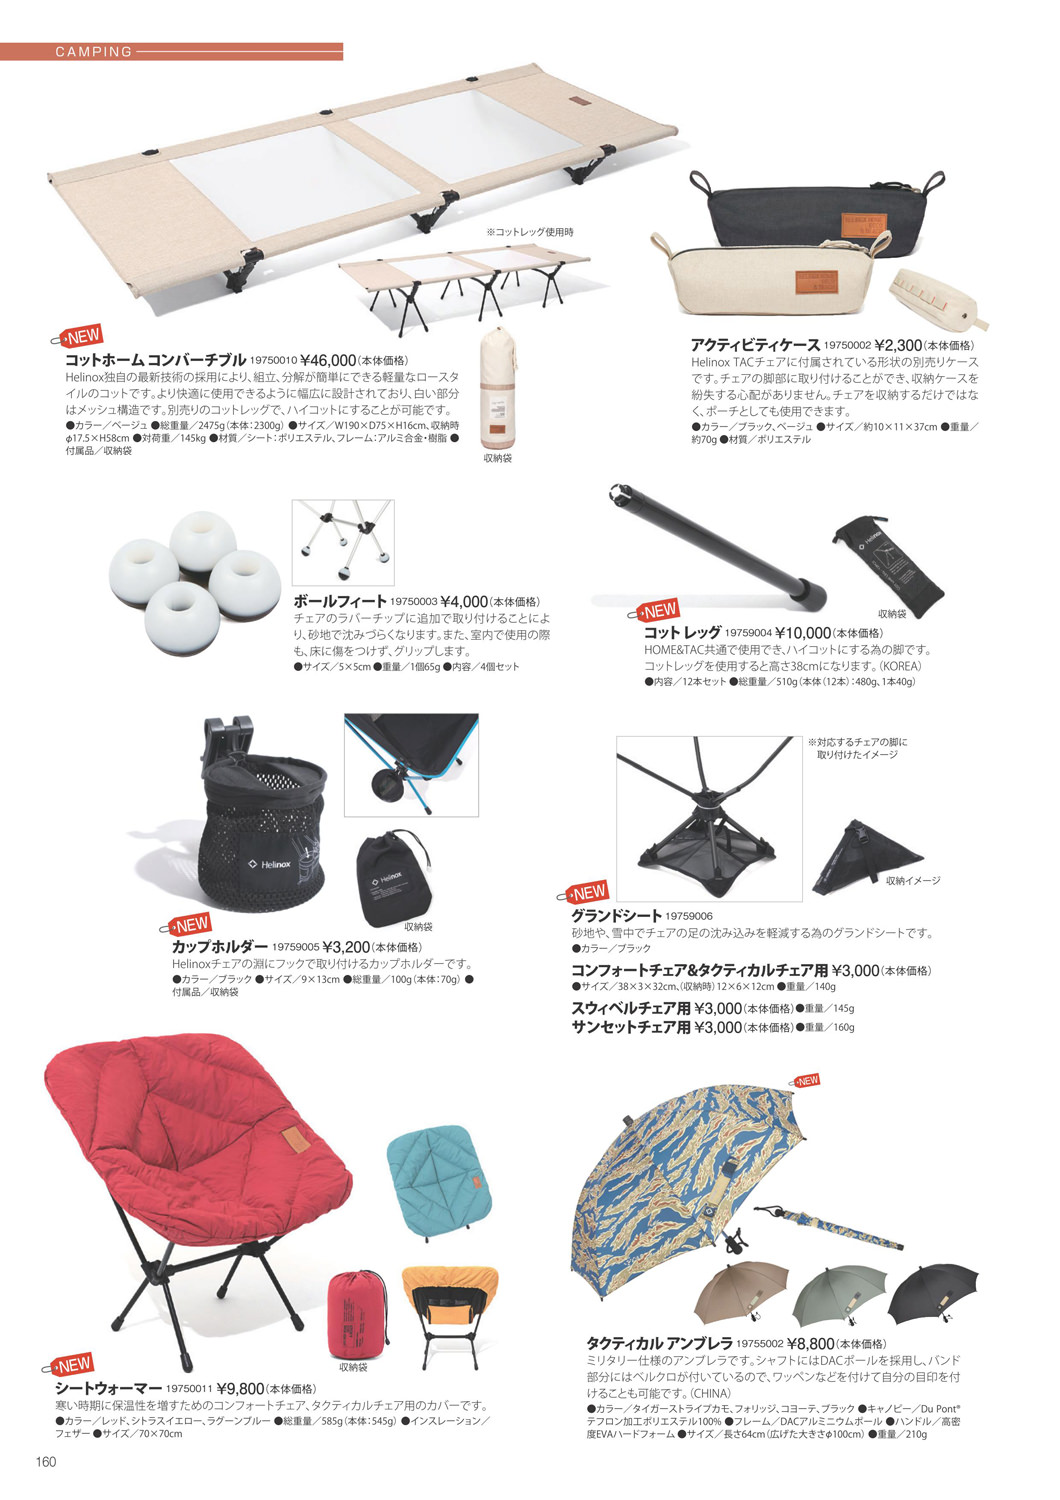 CAMPING
※コットレッグ使用時
NEW
コットホーム コンバーチブル 19750010 ¥46,000(本体価格)
Helinox独自の最新技術の採用により、組立、分解が簡単にできる軽量なロースタ
イルのコットです。より快適に使用できるように幅広に設計されており、白い部分
はメッシュ構造です。別売りのコットレッグで、ハイコットにすることが可能です。
●カラー／ベージュ ●総重量／2475g(本体：2300g) ●サイズ／W190×D75×H16cm、収納時
φ17.5×H58cm ●対荷重／145kg ●材質／シート：ポリエステル、フレーム：アルミ合金・樹脂 ●
付属品／収納袋
収納袋
アクティビティケース 19750002 ¥2,300(本体価格)
Helinox TACチェアに付属されている形状の別売りケース
です。チェアの脚部に取り付けることができ、収納ケースを
紛失する心配がありません。チェアを収納するだけではな
く、ポーチとしても使用できます。
●カラー／ブラック、ベージュ ●サイズ／約10×11×37cm ●重量／
約70g ●材質／ポリエステル
ボールフィート 19750003 ¥4,000(本体価格)
チェアのラバーチップに追加で取り付けることによ
り、砂地で沈みづらくなります。また、室内で使用の際
も、床に傷をつけず、グリップします。
●サイズ／5×5cm ●重量／1個65g ●内容／4個セット
Helinox
収納袋
NEW
コット レッグ 19759004 ¥10,000(本体価格)
HOME&TAC共通で使用でき、ハイコットにする為の脚です。
コットレッグを使用すると高さ38cmになります。(KOREA)
●内容／12本セット ●総重量／510g(本体(12本)：480g、1本40g)
Helinox
Helinox
収納袋
NEW
カップホルダー 19759005 ¥3,200(本体価格)
Helinoxチェアの淵にフックで取り付けるカップホルダーです。
●カラー／ブラック ●サイズ／9×13cm ●総重量／100g(本体：70g) ●
付属品／収納袋
※対応するチェアの脚に
取り付けたイメージ
収納イメージ
NEW
グランドシート 19759006
砂地や、雪中でチェアの足の沈み込みを軽減する為のグランドシートです。
●カラー／ブラック
コンフォートチェア&タクティカルチェア用 ¥3,000(本体価格)
●サイズ／38×3×32cm、(収納時)12×6×12cm ●重量／140g
スウィベルチェア用 ¥3,000(本体価格)●重量／145g
サンセットチェア用 ¥3,000(本体価格)●重量／160g
収納袋
NEW
シートウォーマー 19750011 ¥9,800(本体価格)
寒い時期に保温性を増すためのコンフォートチェア、タクティカルチェア用のカバーです。
●カラー／レッド、シトラスイエロー、ラグーンブルー ●総重量／585g(本体：545g) ●インスレーション／
フェザー ●サイズ／70×70cm
NEW
タクティカル アンブレラ 19755002 ¥8,800(本体価格)
ミリタリー仕様のアンブレラです。シャフトにはDACポールを採用し、バンド
部分にはベルクロが付いているので、ワッペンなどを付けて自分の目印を付
けることも可能です。(CHINA)
●カラー／タイガーストライプカモ、フォリッジ、コヨーテ、ブラック ●キャノピー／Du Pont®
テフロン加工ポリエステル100% ●フレーム／DACアルミニウムポール ●ハンドル／高密
度EVAハードフォーム ●サイズ／長さ64cm(広げた大きさφ100cm) ●重量／210g
160